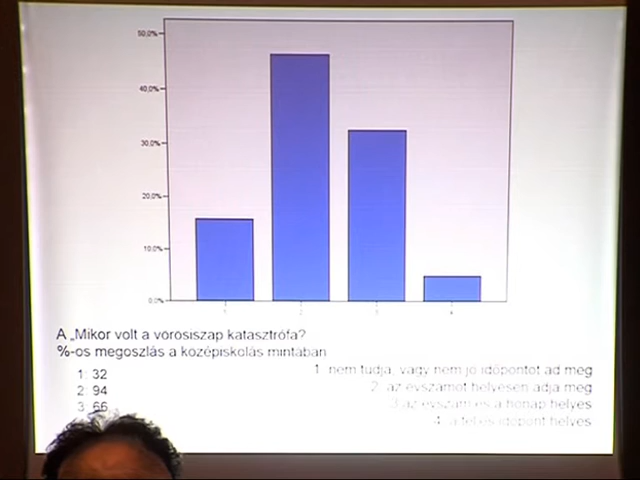 50,0%
40,0%
30,0%
20,0%
10,0%
0,0%
1 2 3 4
A „Mikor volt a vörösiszap katasztrófa?
%-os megoszlás a középiskolás mintában
1: 32
2: 94
3: 66
1: nem tudja, vagy nem jó időpontot ad meg
2: az évszámot helyesen adja meg
3:az évszám és a hónap helyes
4: a teljes időpont helyes